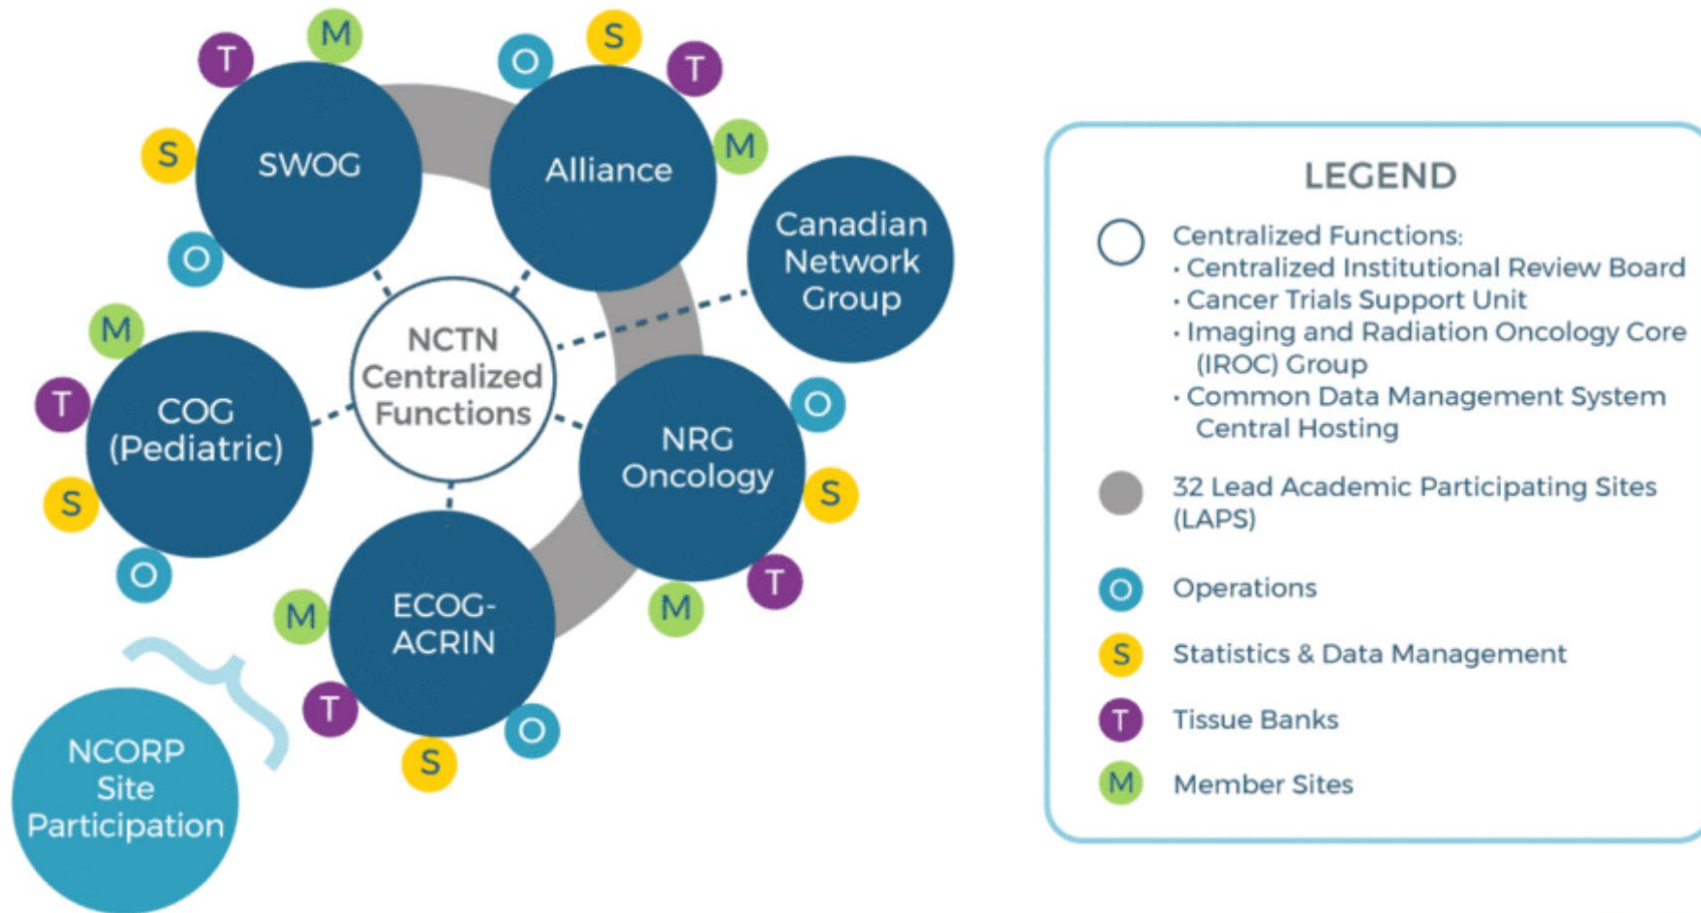 T
M
S
O
SWOG
O
S
T
M
Alliance
Canadian
Network
Group
NCTN
Centralized
Functions
M
T
S
O
COG
(Pediatric)
O
S
T
M
NRG
Oncology
M
T
S
O
ECOG-
ACRIN
NCORP
Site
Participation
LEGEND
Centralized Functions:
• Centralized Institutional Review Board
• Cancer Trials Support Unit
• Imaging and Radiation Oncology Core
(IROC) Group
• Common Data Management System
Central Hosting
32 Lead Academic Participating Sites
(LAPS)
O Operations
S Statistics & Data Management
T Tissue Banks
M Member Sites